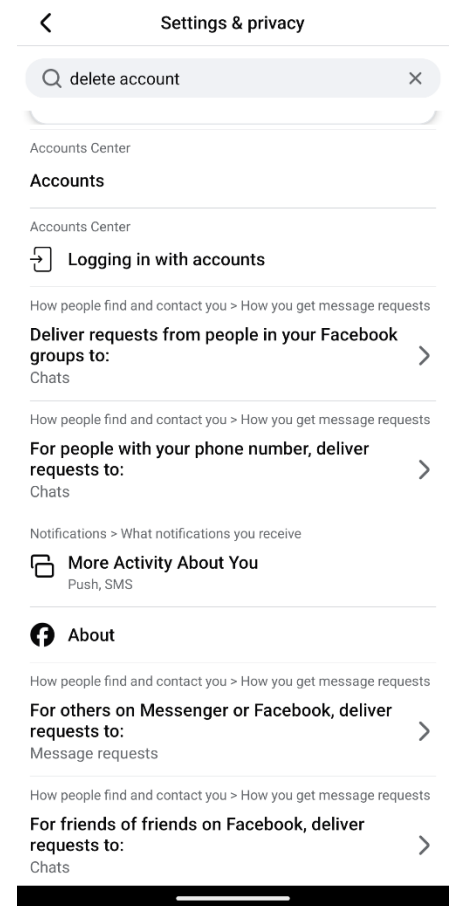 Settings & privacy
delete account
Accounts Center
Accounts
Accounts Center
Logging in with accounts
How people find and contact you > How you get message requests
Deliver requests from people in your Facebook
groups to:
Chats
How people find and contact you > How you get message requests
For people with your phone number, deliver
requests to:
Chats
Notifications > What notifications you receive
More Activity About You
Push, SMS
About
How people find and contact you > How you get message requests
For others on Messenger or Facebook, deliver
requests to:
Message requests
How people find and contact you > How you get message requests
For friends of friends on Facebook, deliver
requests to:
Chats